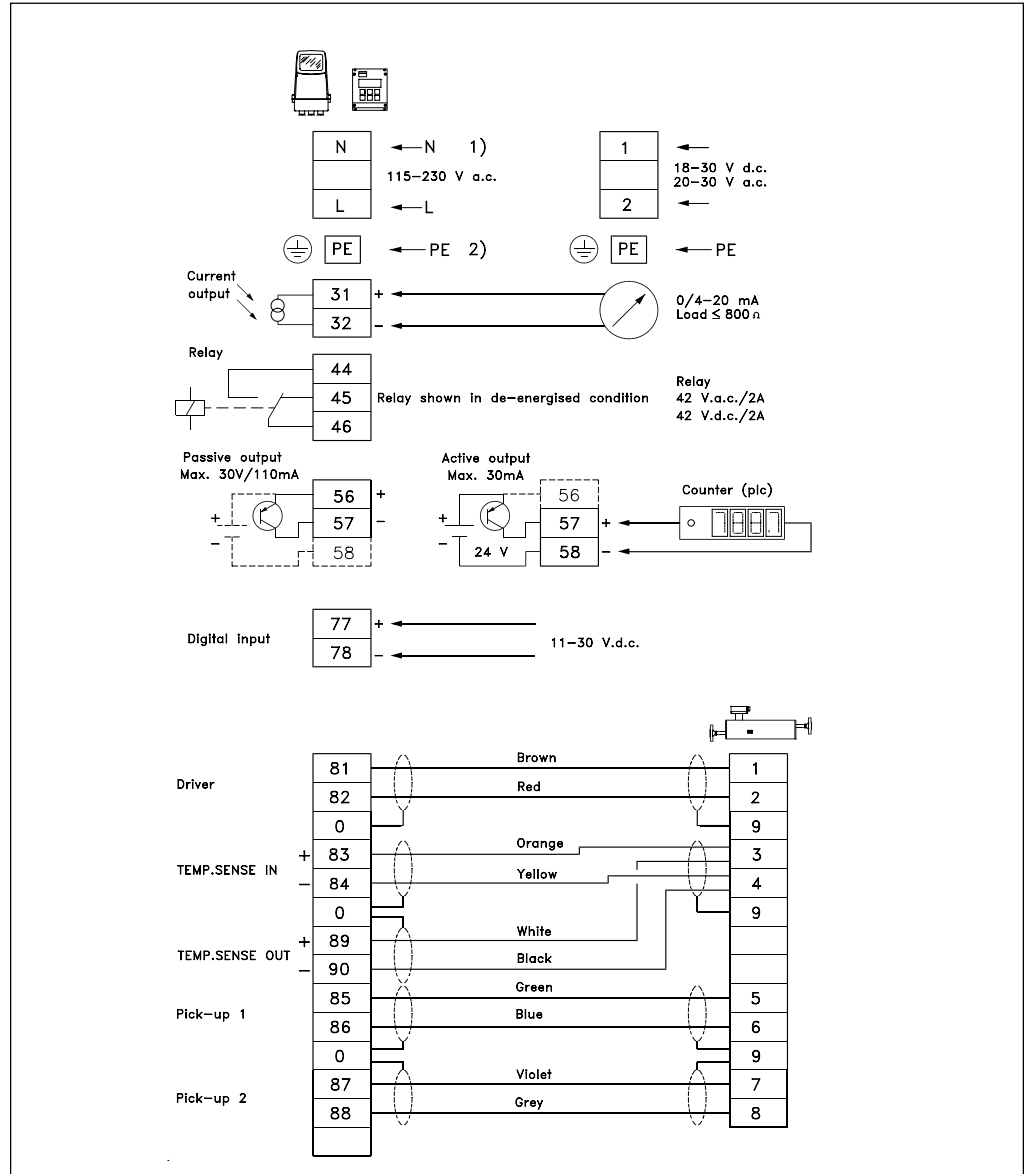 N ← N 1) 1 ←
115–230 V a.c. 18–30 V d.c.
20–30 V a.c.
L ← L 2 ←
PE ← PE 2) PE ← PE
Current
output
31 + 0/4–20 mA
32 – Load ≤ 800 Ω
Relay
44
45 Relay shown in de-energised condition
46
Relay
42 V.a.c./2A
42 V.d.c./2A
Passive output
Max. 30V/110mA
56 +
+ 57 –
– 58
Active output
Max. 30mA
56
+ 57 +
– 24 V 58 –
Counter (plc)
Digital input
77 +
78 –
11–30 V.d.c.
Driver
81 Brown 1
82 Red 2
0 9
TEMP.SENSE IN
+ 83 Orange 3
– 84 Yellow 4
0 9
TEMP.SENSE OUT
+ 89 White
– 90 Black
Pick-up 1
85 Green 5
86 Blue 6
0 9
Pick-up 2
87 Violet 7
88 Grey 8